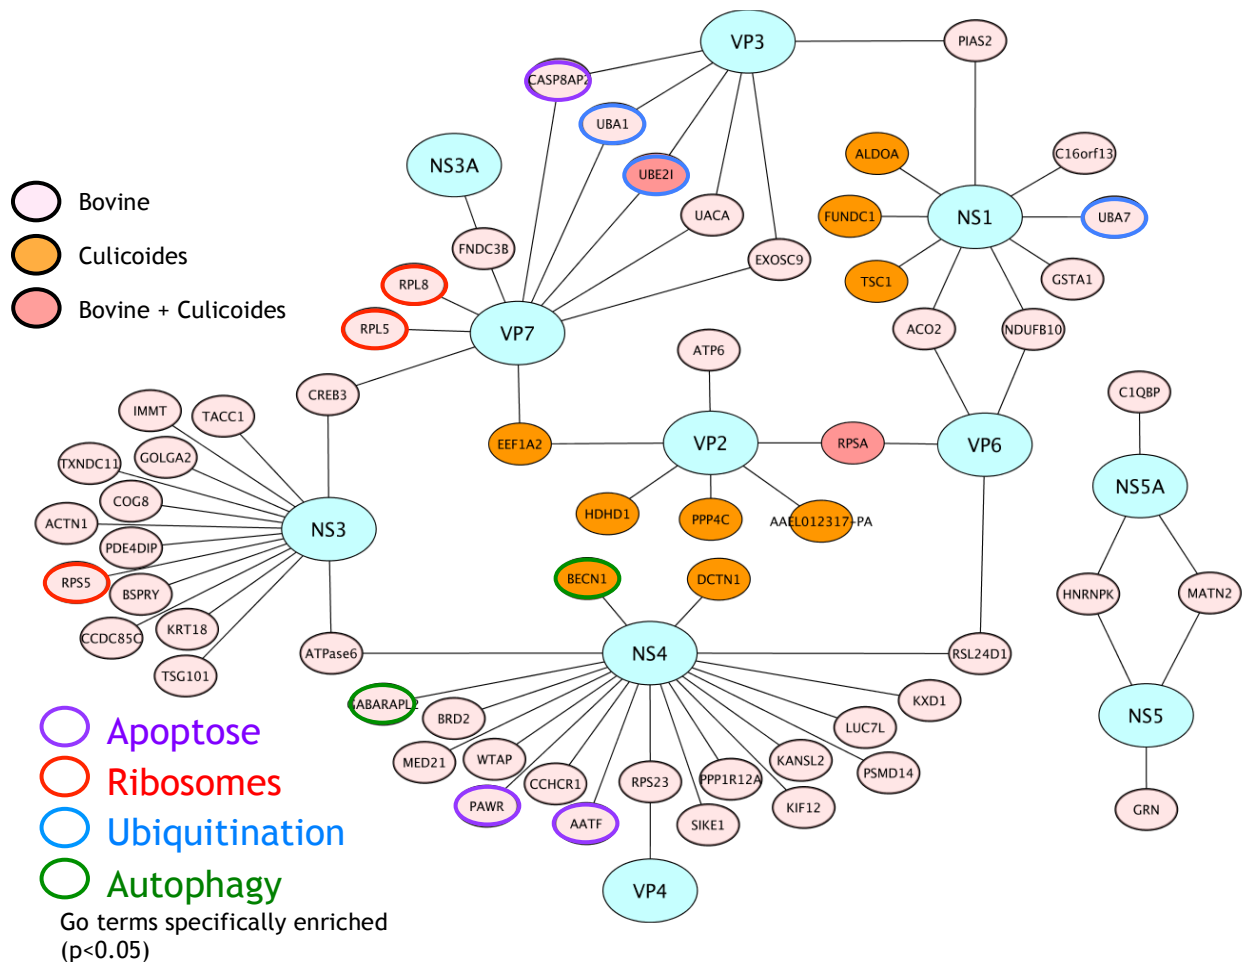 VP3
PIAS2
CASP8AP2
UBA1
ALDOA
C16orf13
NS3A
UBE2I
Bovine
UACA
FUNDC1
NS1
UBA7
FNDC3B
Culicoides
EXOSC9
RPL8
TSC1
GSTA1
Bovine + Culicoides
RPL5
VP7
ACO2
NDUFB10
ATP6
CREB3
C1QBP
IMMT
TACC1
EEF1A2
VP2
RPSA
VP6
TXNDC11
GOLGA2
NS5A
COG8
HDHD1
PPP4C
AAEL012317-PA
ACTN1
NS3
PDE4DIP
RPS5
BECN1
DCTN1
BSPRY
HNRNPK
MATN2
KRT18
CCDC85C
ATPase6
NS4
RSL24D1
TSG101
GABARAPL2
KXD1
BRD2
NS5
LUC7L
Apoptose
MED21
WTAP
KANSL2
PSMD14
CCHCR1
RPS23
PPP1R12A
Ribosomes
PAWR
KIF12
GRN
AATF
SIKE1
Ubiquitination
Autophagy
VP4
Go terms specifically enriched
(p<0.05)